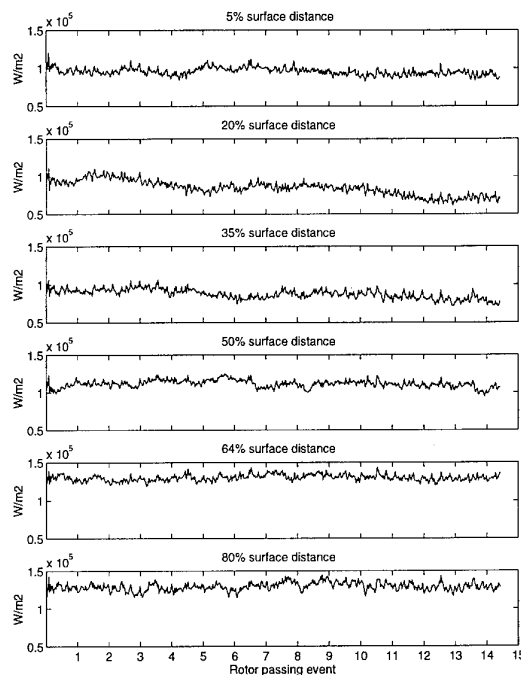 5% surface distance
x 10^5
1.5
1
0.5
W/m2
20% surface distance
x 10^5
1.5
1
0.5
W/m2
35% surface distance
x 10^5
1.5
1
0.5
W/m2
50% surface distance
x 10^5
1.5
1
0.5
W/m2
64% surface distance
x 10^5
1.5
1
0.5
W/m2
80% surface distance
x 10^5
1.5
1
0.5
W/m2
1 2 3 4 5 6 7 8 9 10 11 12 13 14 15
Rotor passing event